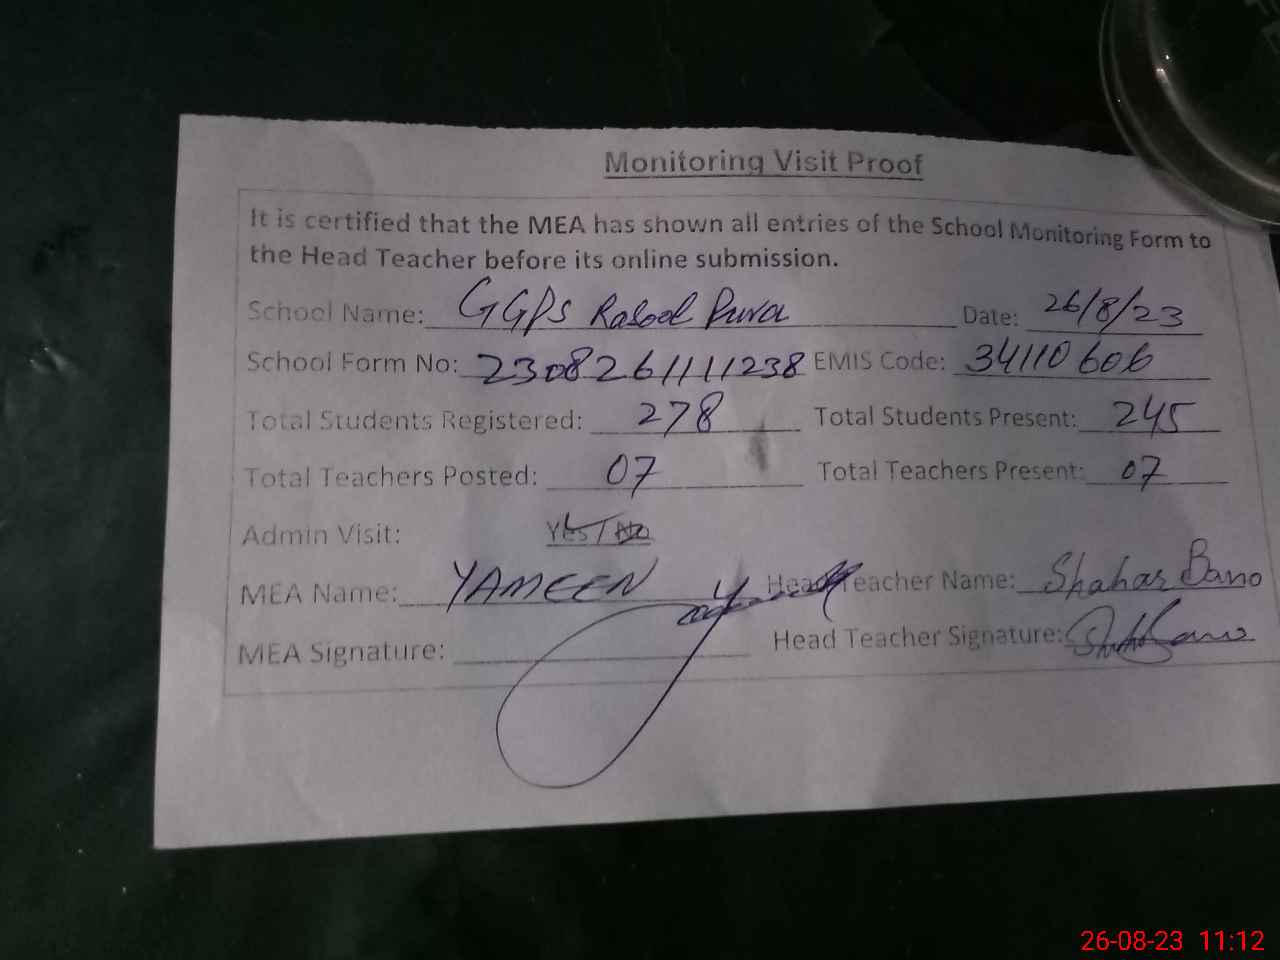 Monitoring Visit Proof
It is certified that the MEA has shown all entries of the School Monitoring Form to
the Head Teacher before its online submission.
School Name: GGPS Rasool Pura Date: 26/8/23
School Form No: 230826111238 EMIS Code: 34110606
Total Students Registered: 278 Total Students Present: 245
Total Teachers Posted: 07 Total Teachers Present: 07
Admin Visit: Yes / No
MEA Name: YAMEEN Head Teacher Name: Shahar Bano
MEA Signature: Head Teacher Signature:
26-08-23 11:12